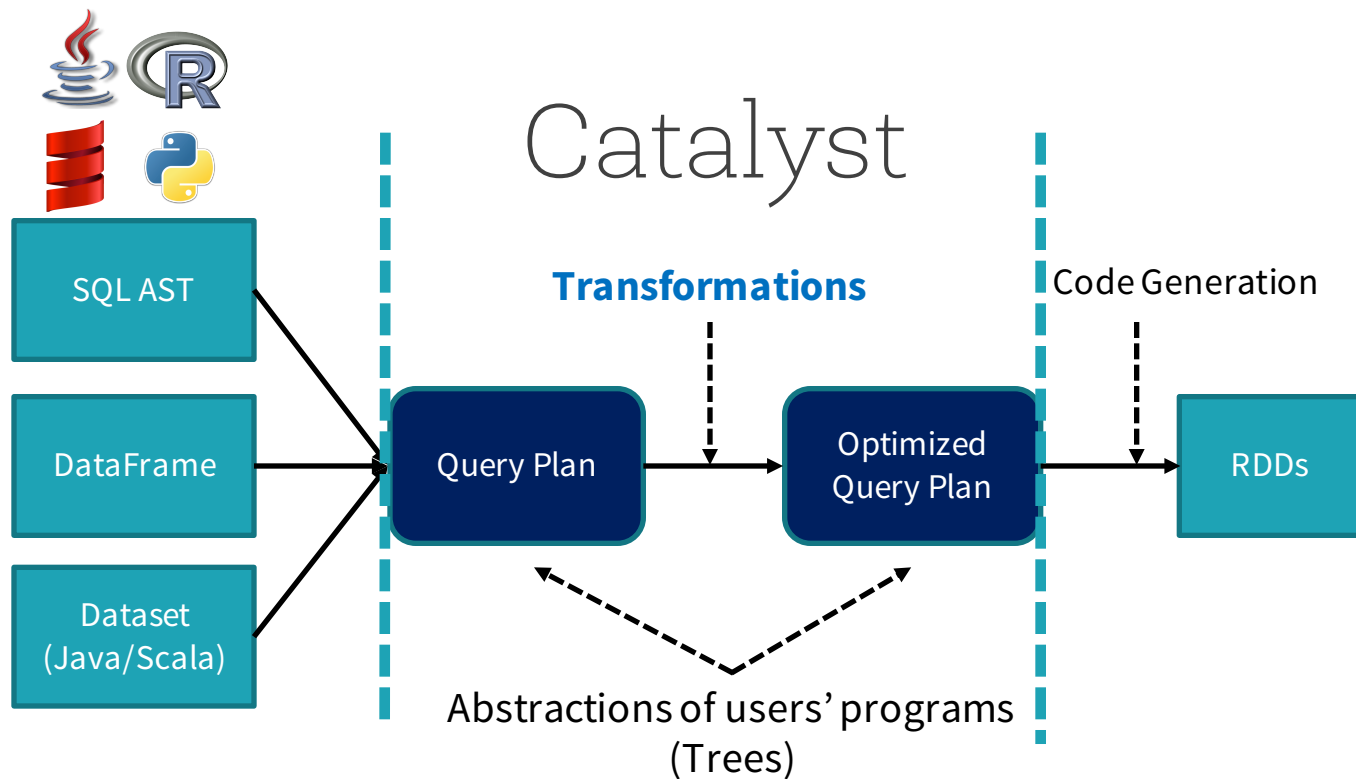 R
Catalyst
SQL AST
Transformations
Code Generation
DataFrame
Query Plan
Optimized
Query Plan
RDDs
Dataset
(Java/Scala)
Abstractions of users’ programs
(Trees)